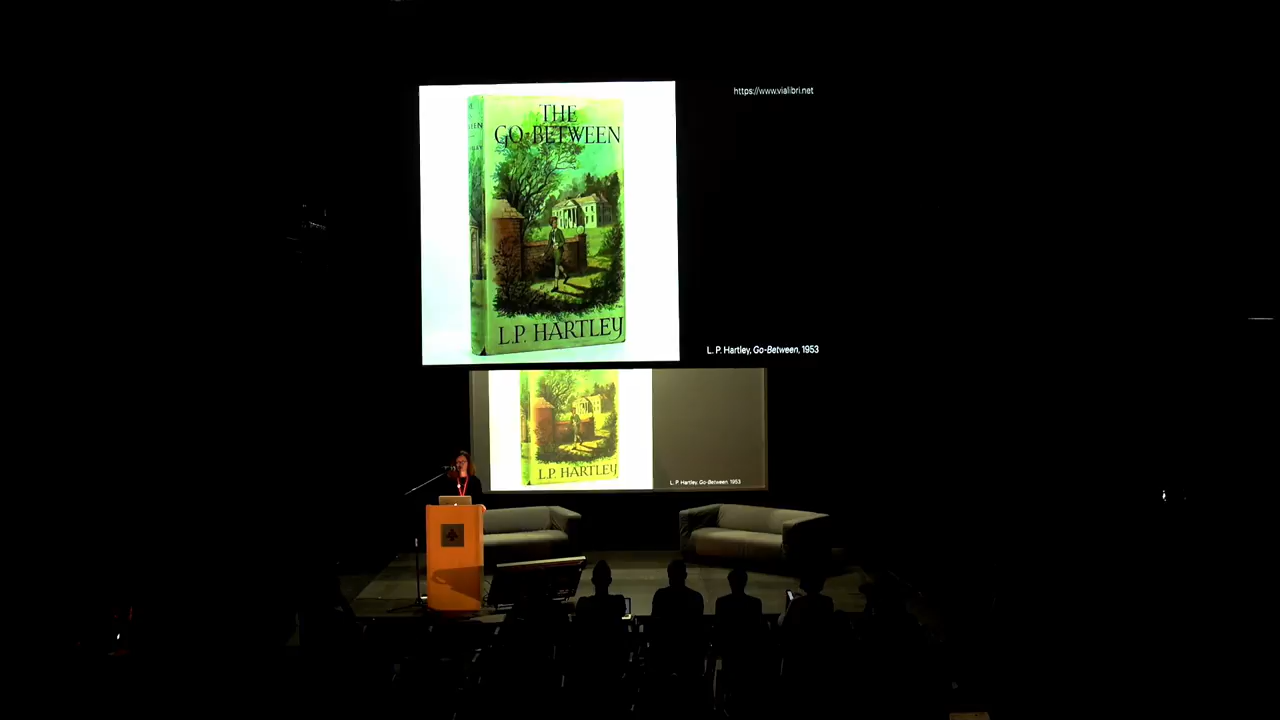 https://www.vialibri.net
THE
GO-BETWEEN
L.P. HARTLEY
L. P. Hartley, Go-Between, 1953
L.P. HARTLEY
L. P. Hartley, Go-Between, 1953